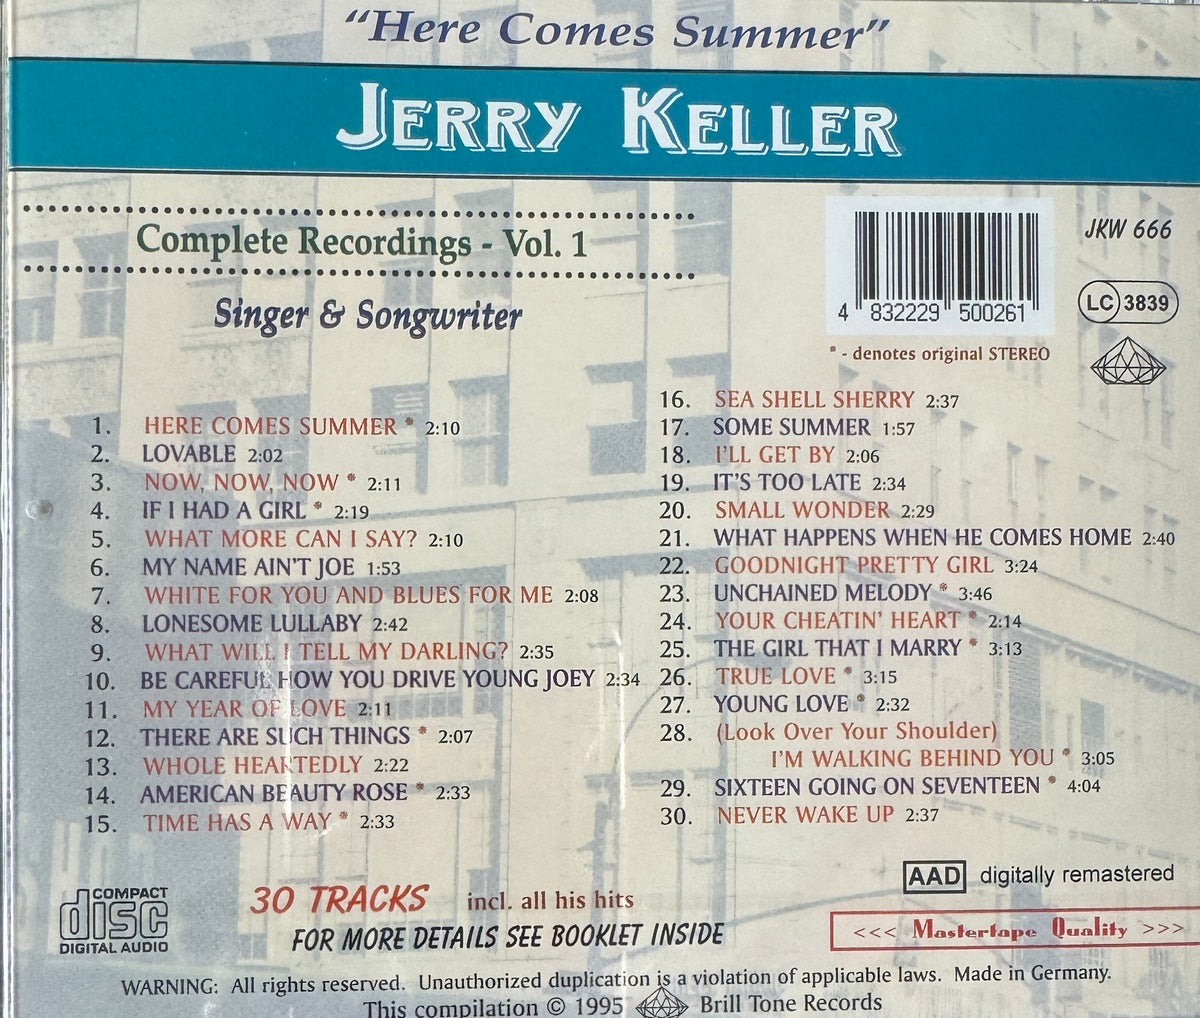 "Here Comes Summer"
JERRY KELLER
Complete Recordings - Vol. 1
Singer & Songwriter
4 832229 500261
JKW 666
LC 3839
* - denotes original STEREO
1. HERE COMES SUMMER * 2:10
2. LOVABLE 2:02
3. NOW, NOW, NOW * 2:11
4. IF I HAD A GIRL * 2:19
5. WHAT MORE CAN I SAY? 2:10
6. MY NAME AIN'T JOE 1:53
7. WHITE FOR YOU AND BLUES FOR ME 2:08
8. LONESOME LULLABY 2:42
9. WHAT WILL I TELL MY DARLING? 2:35
10. BE CAREFUL HOW YOU DRIVE YOUNG JOEY 2:34
11. MY YEAR OF LOVE 2:11
12. THERE ARE SUCH THINGS * 2:07
13. WHOLE HEARTEDLY 2:22
14. AMERICAN BEAUTY ROSE * 2:33
15. TIME HAS A WAY * 2:33
16. SEA SHELL SHERRY 2:37
17. SOME SUMMER 1:57
18. I'LL GET BY 2:06
19. IT'S TOO LATE 2:34
20. SMALL WONDER 2:29
21. WHAT HAPPENS WHEN HE COMES HOME 2:40
22. GOODNIGHT PRETTY GIRL 3:24
23. UNCHAINED MELODY * 3:46
24. YOUR CHEATIN' HEART * 2:14
25. THE GIRL THAT I MARRY * 3:13
26. TRUE LOVE * 3:15
27. YOUNG LOVE * 2:32
28. (Look Over Your Shoulder)
I'M WALKING BEHIND YOU * 3:05
29. SIXTEEN GOING ON SEVENTEEN * 4:04
30. NEVER WAKE UP 2:37
COMPACT
disc
DIGITAL AUDIO
30 TRACKS incl. all his hits
FOR MORE DETAILS SEE BOOKLET INSIDE
AAD digitally remastered
<<< Mastertape Quality >>>
WARNING: All rights reserved. Unauthorized duplication is a violation of applicable laws. Made in Germany.
This compilation © 1995 Brill Tone Records